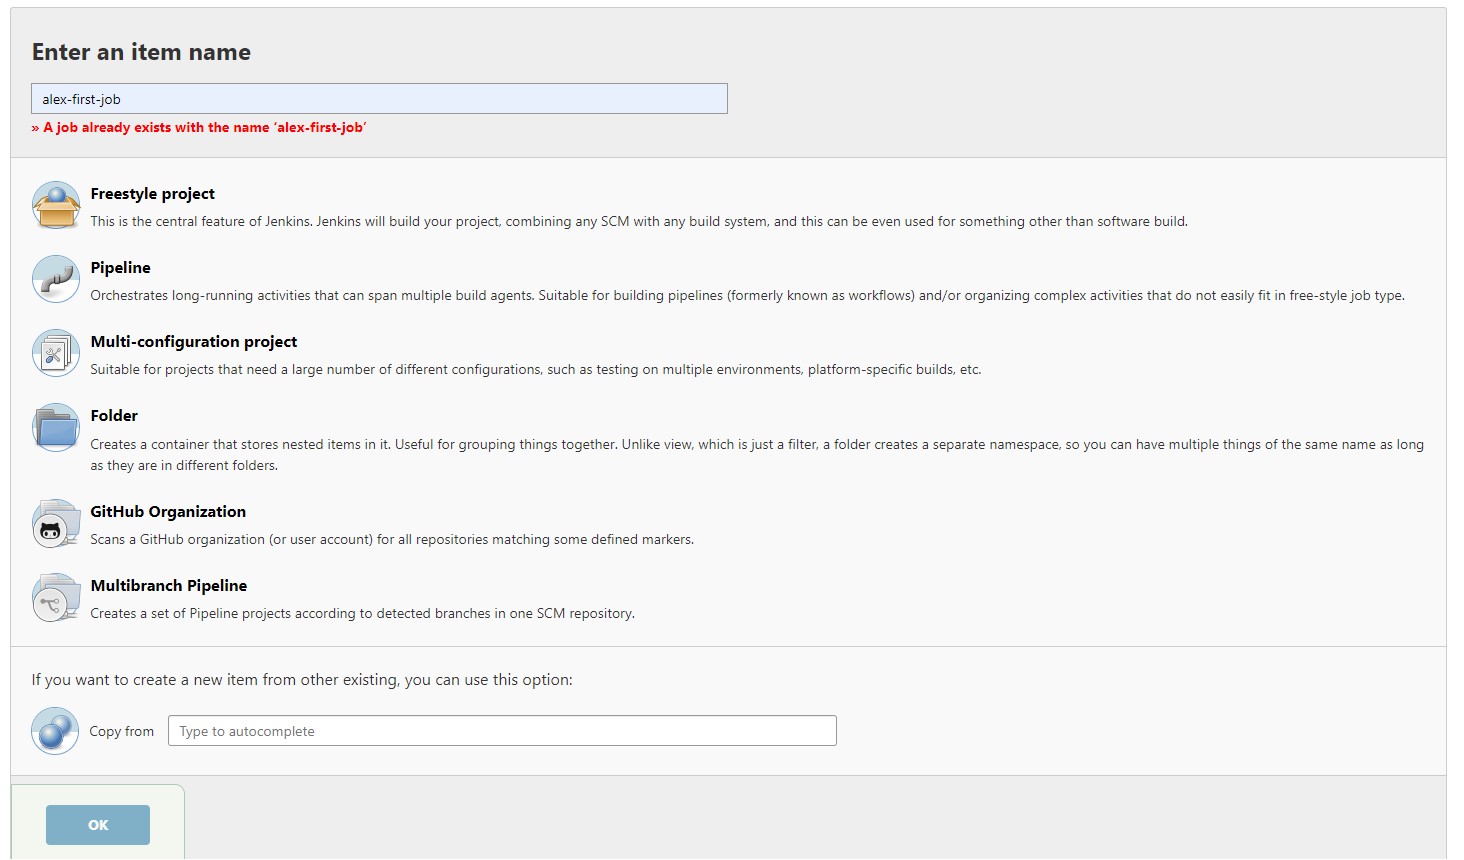 Enter an item name
alex-first-job
» A job already exists with the name ‘alex-first-job’
Freestyle project
This is the central feature of Jenkins. Jenkins will build your project, combining any SCM with any build system, and this can be even used for something other than software build.
Pipeline
Orchestrates long-running activities that can span multiple build agents. Suitable for building pipelines (formerly known as workflows) and/or organizing complex activities that do not easily fit in free-style job type.
Multi-configuration project
Suitable for projects that need a large number of different configurations, such as testing on multiple environments, platform-specific builds, etc.
Folder
Creates a container that stores nested items in it. Useful for grouping things together. Unlike view, which is just a filter, a folder creates a separate namespace, so you can have multiple things of the same name as long
as they are in different folders.
GitHub Organization
Scans a GitHub organization (or user account) for all repositories matching some defined markers.
Multibranch Pipeline
Creates a set of Pipeline projects according to detected branches in one SCM repository.
If you want to create a new item from other existing, you can use this option:
Copy from
Type to autocomplete
OK